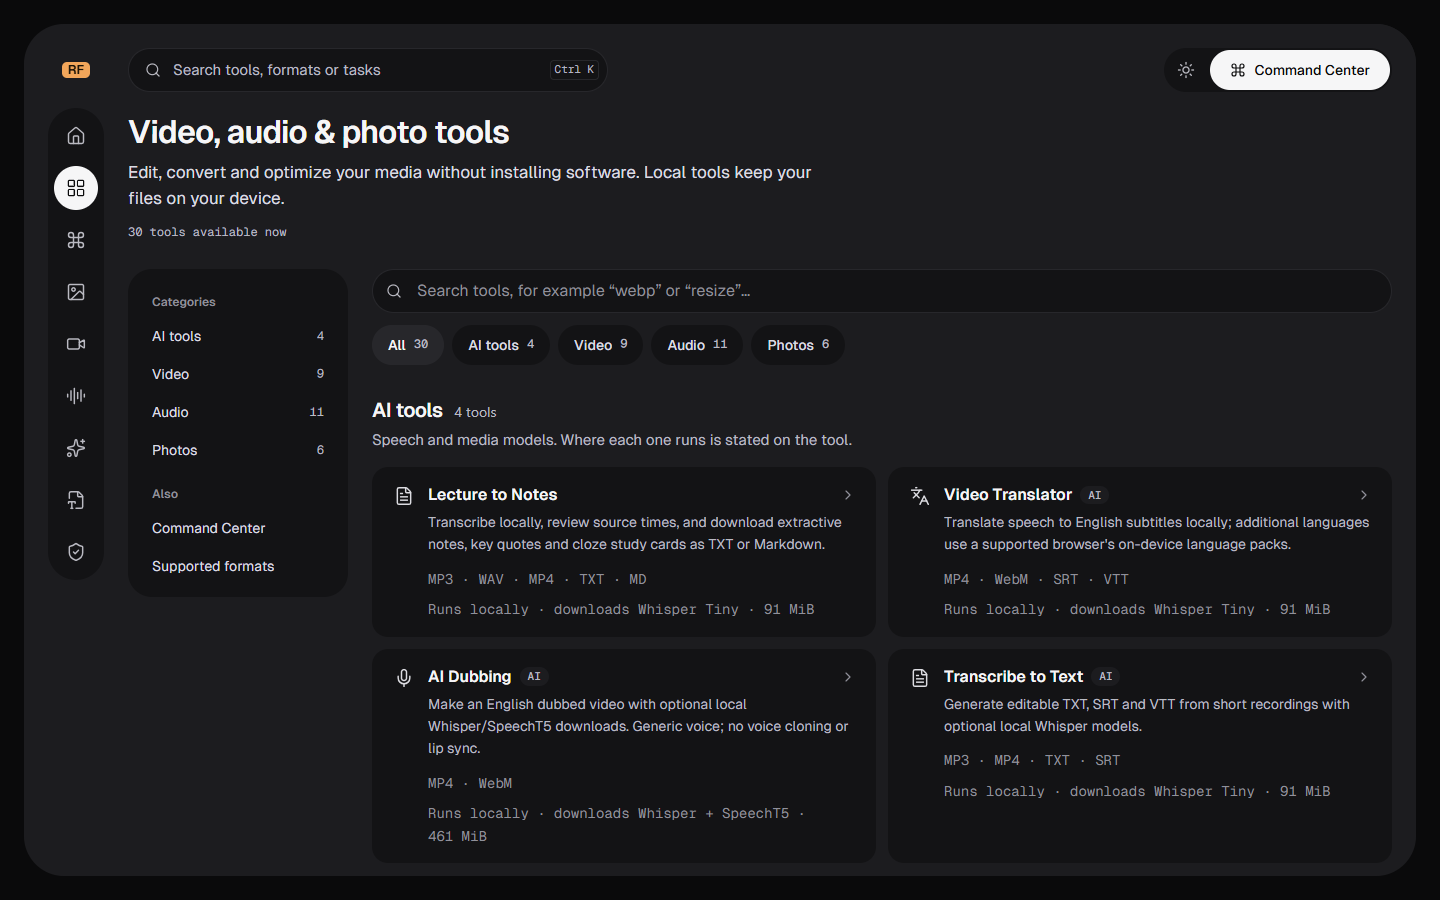 RF
Search tools, formats or tasks
Ctrl K
Command Center
Video, audio & photo tools
Edit, convert and optimize your media without installing software. Local tools keep your
files on your device.
30 tools available now
Categories
AI tools 4
Video 9
Audio 11
Photos 6
Also
Command Center
Supported formats
Search tools, for example “webp” or “resize”...
All 30
AI tools 4
Video 9
Audio 11
Photos 6
AI tools 4 tools
Speech and media models. Where each one runs is stated on the tool.
Lecture to Notes
Transcribe locally, review source times, and download extractive
notes, key quotes and cloze study cards as TXT or Markdown.
MP3 · WAV · MP4 · TXT · MD
Runs locally · downloads Whisper Tiny · 91 MiB
Video Translator AI
Translate speech to English subtitles locally; additional languages
use a supported browser's on-device language packs.
MP4 · WebM · SRT · VTT
Runs locally · downloads Whisper Tiny · 91 MiB
AI Dubbing AI
Make an English dubbed video with optional local
Whisper/SpeechT5 downloads. Generic voice; no voice cloning or
lip sync.
MP4 · WebM
Runs locally · downloads Whisper + SpeechT5 ·
461 MiB
Transcribe to Text AI
Generate editable TXT, SRT and VTT from short recordings with
optional local Whisper models.
MP3 · MP4 · TXT · SRT
Runs locally · downloads Whisper Tiny · 91 MiB